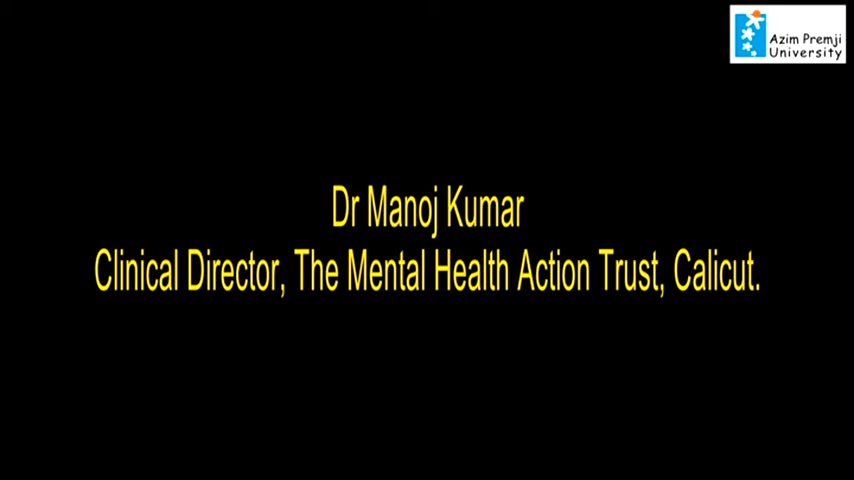 Azim Premji
University
Dr Manoj Kumar
Clinical Director, The Mental Health Action Trust, Calicut.